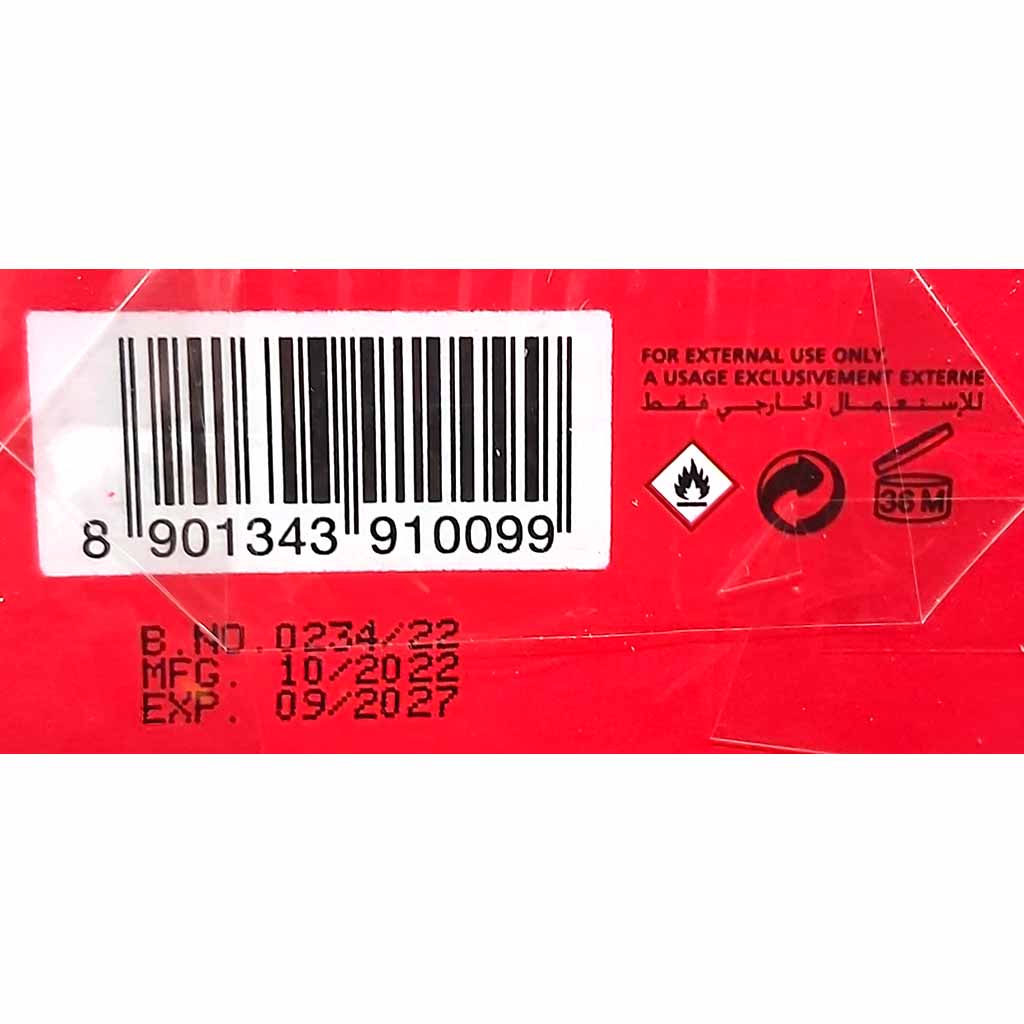 8 901343 910099
FOR EXTERNAL USE ONLY.
A USAGE EXCLUSIVEMENT EXTERNE
للإستعمال الخارجي فقط
36 M
B.NO.0234/22
MFG. 10/2022
EXP. 09/2027